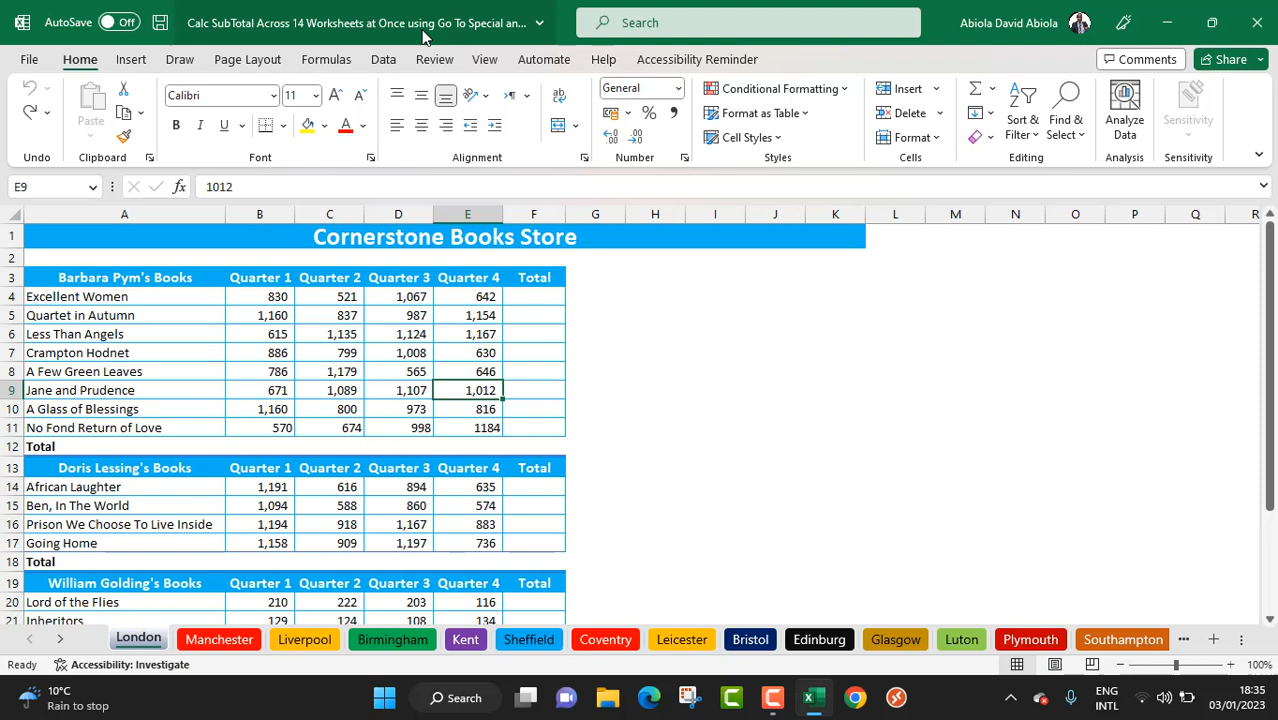 AutoSave Off Calc SubTotal Across 14 Worksheets at Once using Go To Special an... Search Abiola David Abiola
File Home Insert Draw Page Layout Formulas Data Review View Automate Help Accessibility Reminder Comments Share
Calibri 11 General Conditional Formatting Insert
Paste Format as Table Delete Sort & Filter Find & Select Analyze Data Sensitivity
B I U Cell Styles Format
Undo Clipboard Font Alignment Number Styles Cells Editing Analysis Sensitivity
E9 1012
A B C D E F G H I J K L M N O P Q R
1 Cornerstone Books Store
2
3 Barbara Pym's Books Quarter 1 Quarter 2 Quarter 3 Quarter 4 Total
4 Excellent Women 830 521 1,067 642
5 Quartet in Autumn 1,160 837 987 1,154
6 Less Than Angels 615 1,135 1,124 1,167
7 Crampton Hodnet 886 799 1,008 630
8 A Few Green Leaves 786 1,179 565 646
9 Jane and Prudence 671 1,089 1,107 1,012
10 A Glass of Blessings 1,160 800 973 816
11 No Fond Return of Love 570 674 998 1184
12 Total
13 Doris Lessing's Books Quarter 1 Quarter 2 Quarter 3 Quarter 4 Total
14 African Laughter 1,191 616 894 635
15 Ben, In The World 1,094 588 860 574
16 Prison We Choose To Live Inside 1,194 918 1,167 883
17 Going Home 1,158 909 1,197 736
18 Total
19 William Golding's Books Quarter 1 Quarter 2 Quarter 3 Quarter 4 Total
20 Lord of the Flies 210 222 203 116
21 Inheritors 129 124 108 134
London Manchester Liverpool Birmingham Kent Sheffield Coventry Leicester Bristol Edinburg Glasgow Luton Plymouth Southampton
Ready Accessibility: Investigate 100%
10°C Rain to stop Search ENG INTL 18:35 03/01/2023